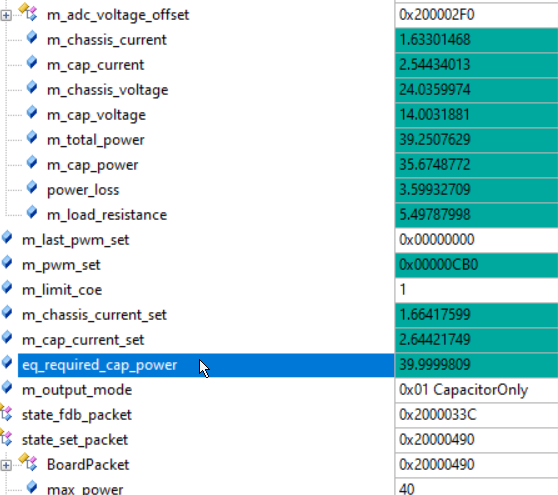 m_adc_voltage_offset 0x200002F0
m_chassis_current 1.63301468
m_cap_current 2.54434013
m_chassis_voltage 24.0359974
m_cap_voltage 14.0031881
m_total_power 39.2507629
m_cap_power 35.6748772
power_loss 3.59932709
m_load_resistance 5.49787998
m_last_pwm_set 0x00000000
m_pwm_set 0x00000CB0
m_limit_coe 1
m_chassis_current_set 1.66417599
m_cap_current_set 2.64421749
eq_required_cap_power 39.9999809
m_output_mode 0x01 CapacitorOnly
state_fdb_packet 0x2000033C
state_set_packet 0x20000490
BoardPacket 0x20000490
max_power 40